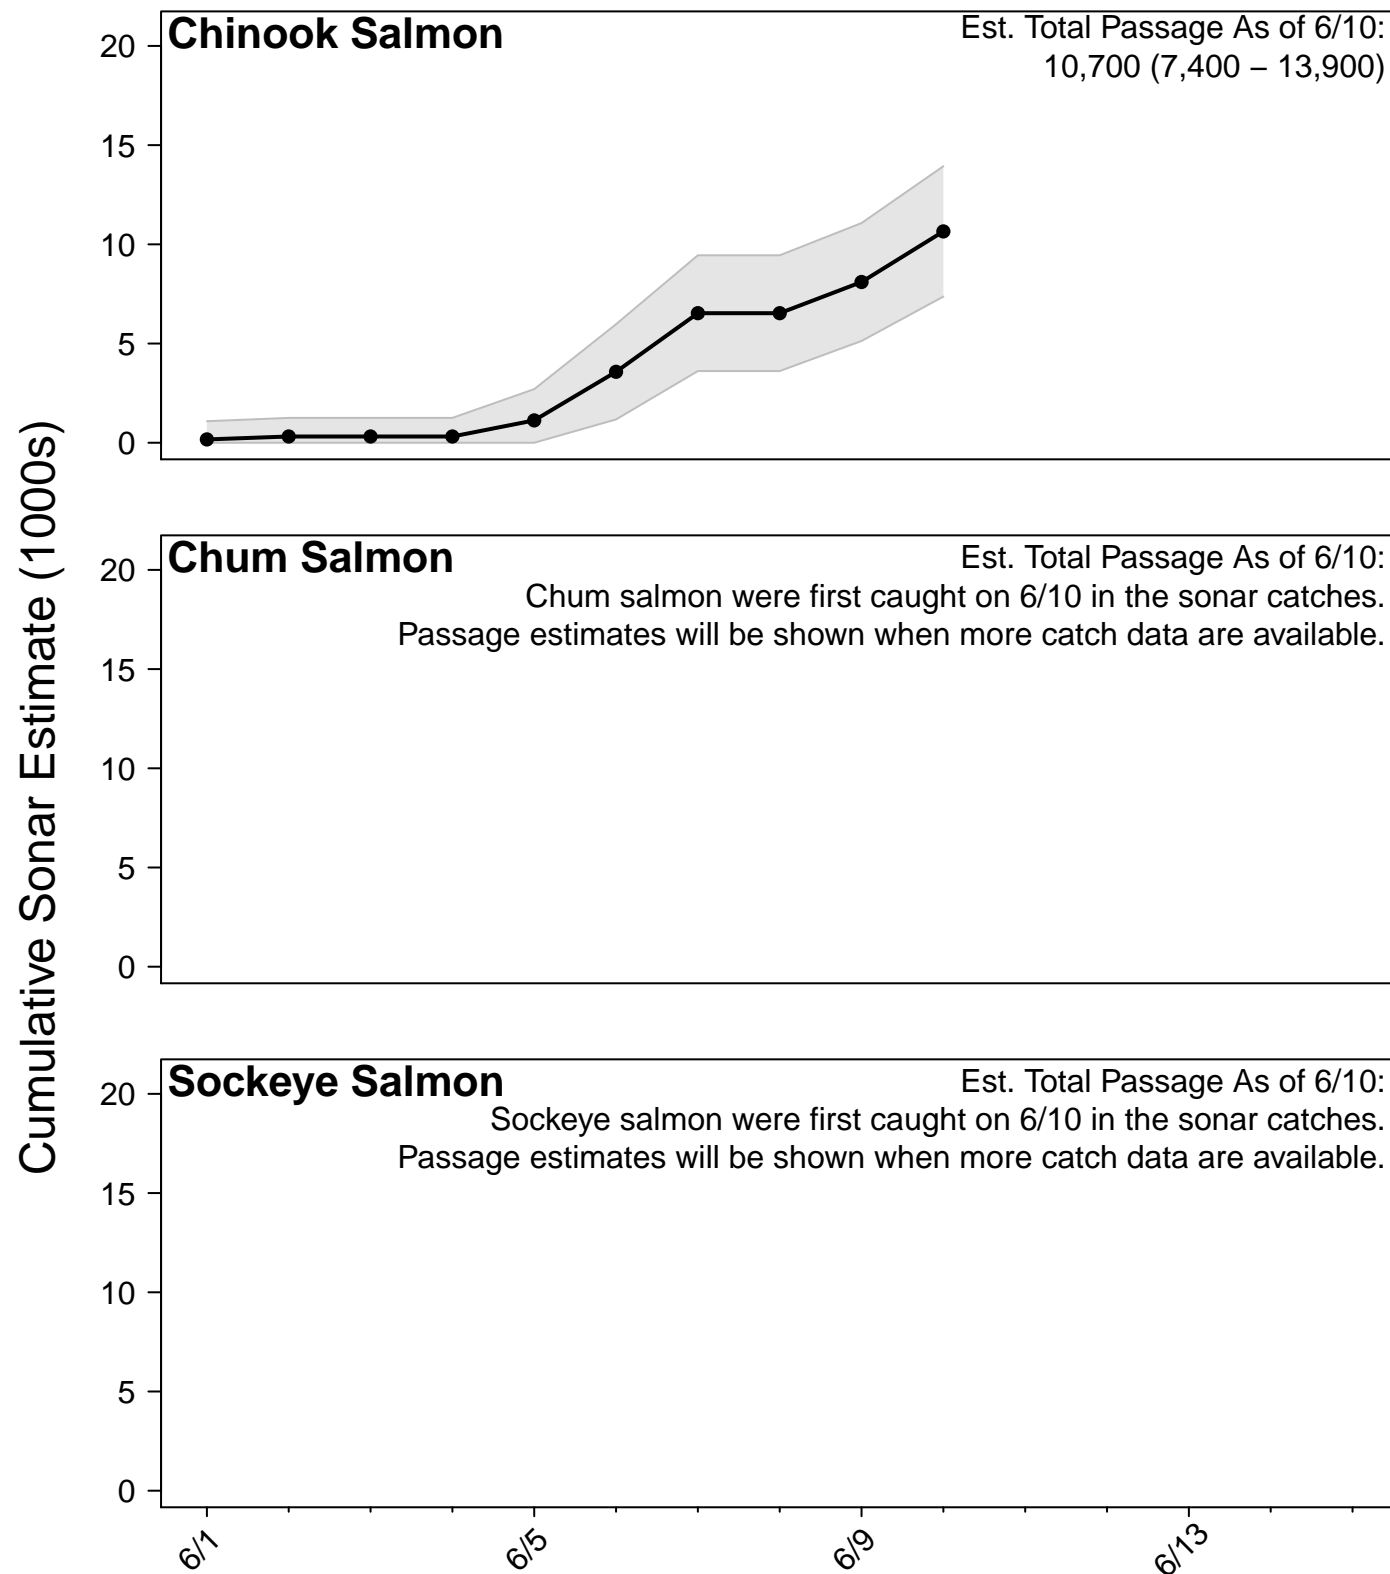 Cumulative Sonar Estimate (1000s)
Chinook Salmon
Est. Total Passage As of 6/10:
10,700 (7,400 – 13,900)
20
15
10
5
0
Chum Salmon
Est. Total Passage As of 6/10:
Chum salmon were first caught on 6/10 in the sonar catches.
Passage estimates will be shown when more catch data are available.
20
15
10
5
0
Sockeye Salmon
Est. Total Passage As of 6/10:
Sockeye salmon were first caught on 6/10 in the sonar catches.
Passage estimates will be shown when more catch data are available.
20
15
10
5
0
6/1
6/5
6/9
6/13